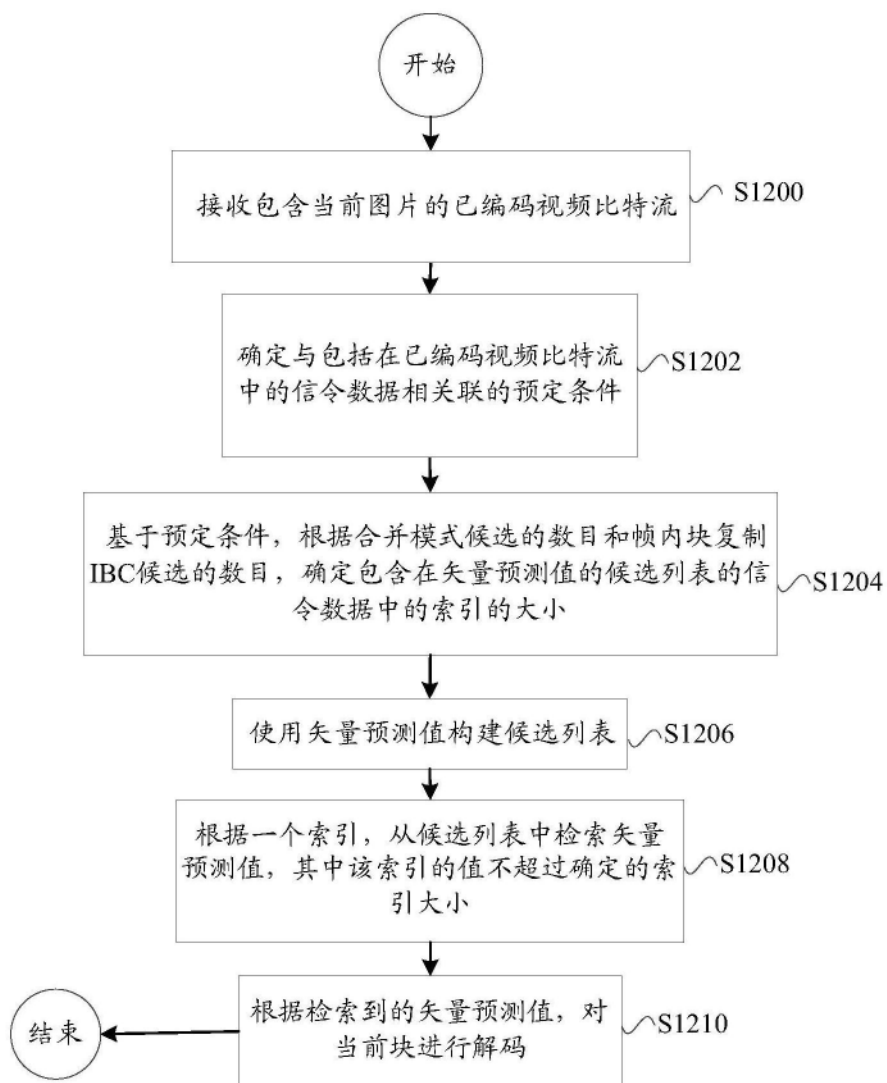 开始
接收包含当前图片的已编码视频比特流
S1200
确定与包括在已编码视频比特流
中的信令数据相关联的预定条件
S1202
基于预定条件，根据合并模式候选的数目和帧内块复制
IBC候选的数目，确定包含在矢量预测值的候选列表的信
令数据中的索引的大小
S1204
使用矢量预测值构建候选列表
S1206
根据一个索引，从候选列表中检索矢量
预测值，其中该索引的值不超过确定的索
引大小
S1208
根据检索到的矢量预测值，对
当前块进行解码
S1210
结束